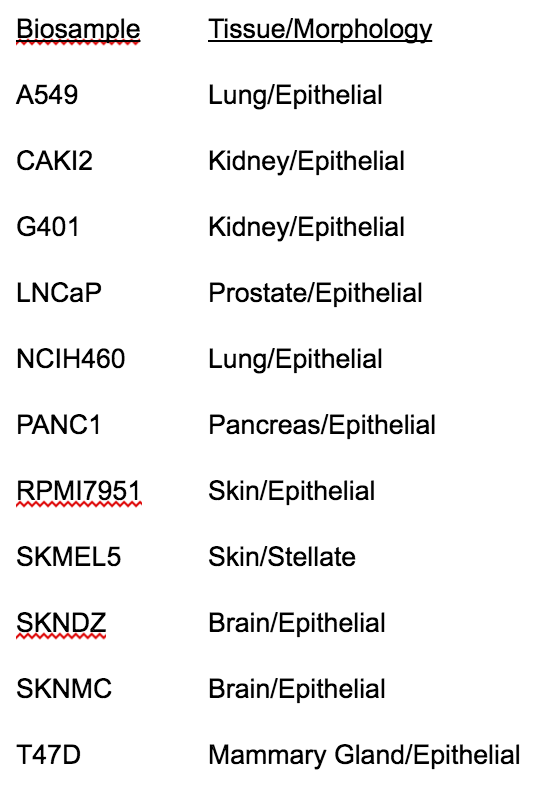 Biosample Tissue/Morphology
A549 Lung/Epithelial
CAKI2 Kidney/Epithelial
G401 Kidney/Epithelial
LNCaP Prostate/Epithelial
NCIH460 Lung/Epithelial
PANC1 Pancreas/Epithelial
RPMI7951 Skin/Epithelial
SKMEL5 Skin/Stellate
SKNDZ Brain/Epithelial
SKNMC Brain/Epithelial
T47D Mammary Gland/Epithelial